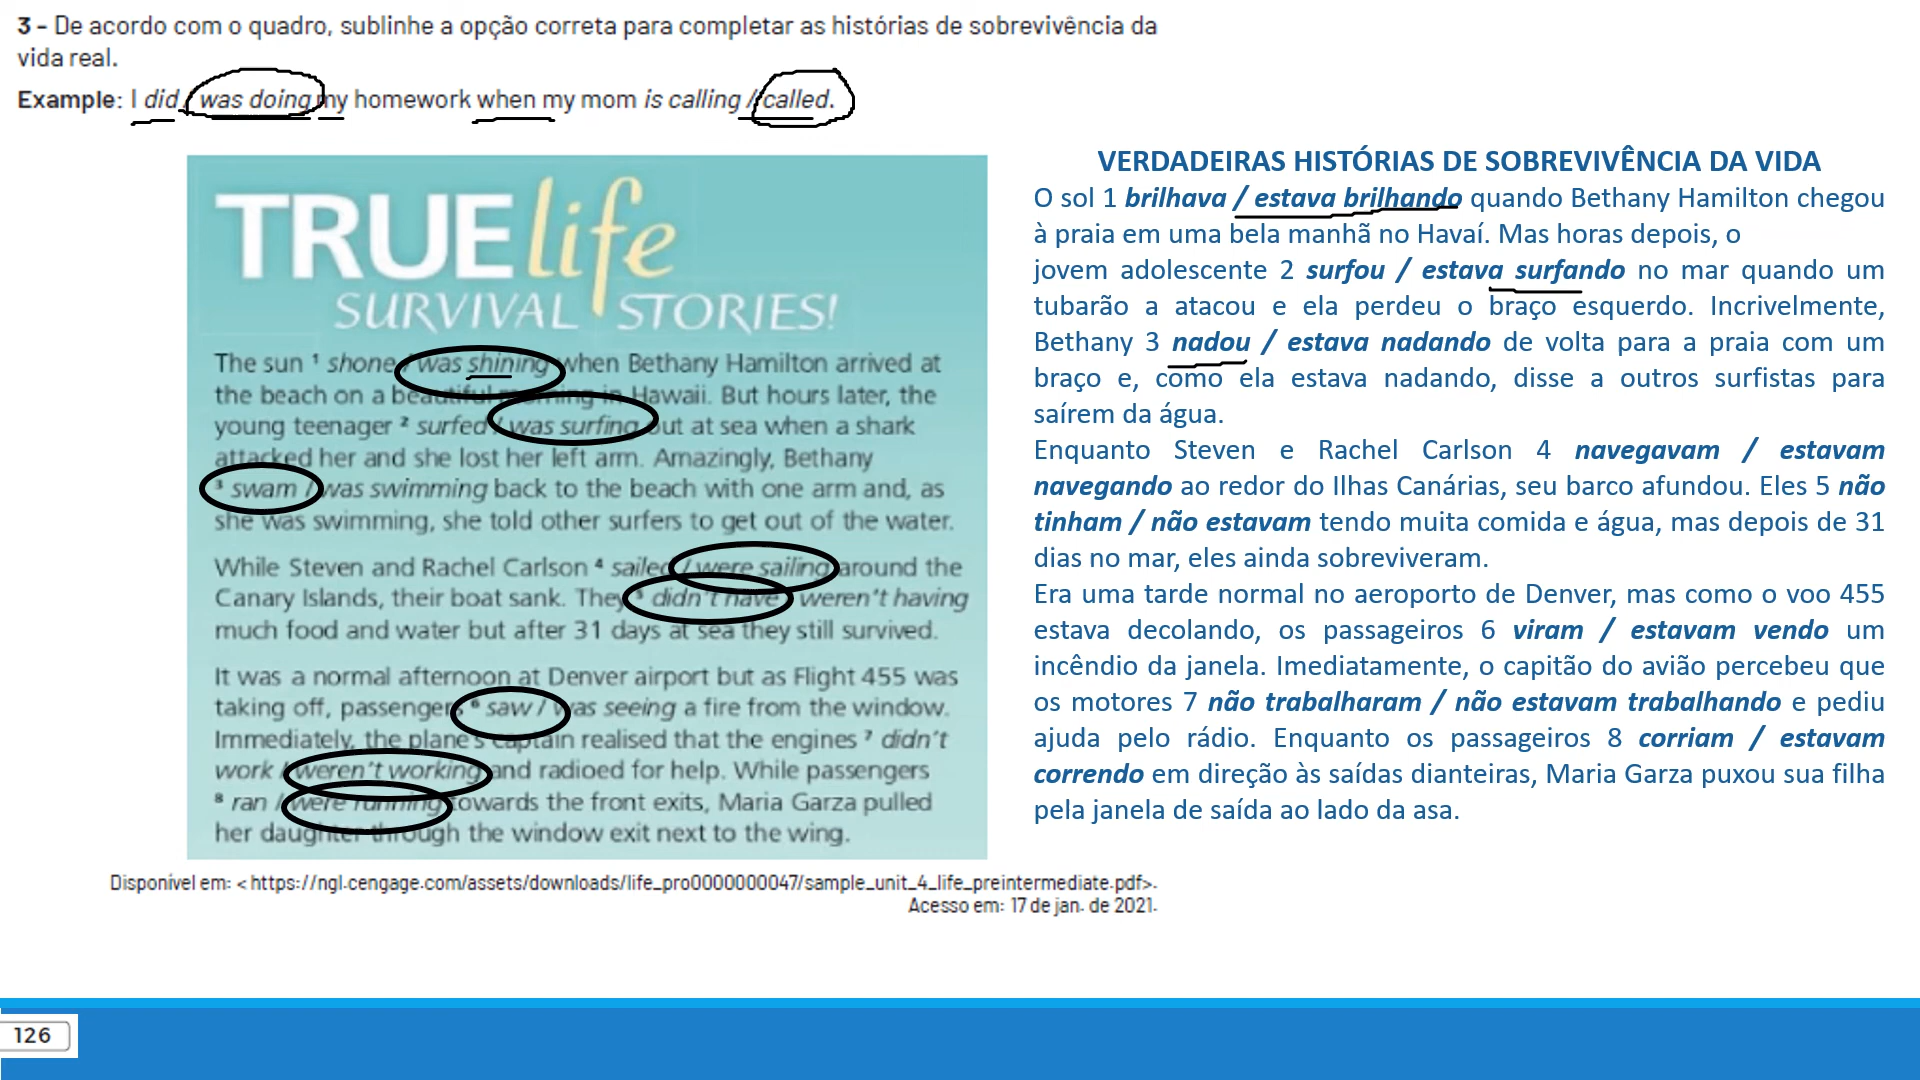 3 - De acordo com o quadro, sublinhe a opção correta para completar as histórias de sobrevivência da
vida real.
Example: I did / was doing my homework when my mom is calling / called.
TRUE life
SURVIVAL STORIES!
The sun ¹ shone / was shining when Bethany Hamilton arrived at
the beach on a beautiful morning in Hawaii. But hours later, the
young teenager ² surfed / was surfing out at sea when a shark
attacked her and she lost her left arm. Amazingly, Bethany
³ swam / was swimming back to the beach with one arm and, as
she was swimming, she told other surfers to get out of the water.
While Steven and Rachel Carlson ⁴ sailed / were sailing around the
Canary Islands, their boat sank. They ⁵ didn't have / weren't having
much food and water but after 31 days at sea they still survived.
It was a normal afternoon at Denver airport but as Flight 455 was
taking off, passengers ⁶ saw / was seeing a fire from the window.
Immediately, the plane's captain realised that the engines ⁷ didn't
work / weren't working and radioed for help. While passengers
⁸ ran / were running towards the front exits, Maria Garza pulled
her daughter through the window exit next to the wing.
Disponível em: < https://ngl.cengage.com/assets/downloads/life_pro0000000047/sample_unit_4_life_preintermediate.pdf>.
Acesso em: 17 de jan. de 2021.
VERDADEIRAS HISTÓRIAS DE SOBREVIVÊNCIA DA VIDA
O sol 1 brilhava / estava brilhando quando Bethany Hamilton chegou
à praia em uma bela manhã no Havaí. Mas horas depois, o
jovem adolescente 2 surfou / estava surfando no mar quando um
tubarão a atacou e ela perdeu o braço esquerdo. Incrivelmente,
Bethany 3 nadou / estava nadando de volta para a praia com um
braço e, como ela estava nadando, disse a outros surfistas para
saírem da água.
Enquanto Steven e Rachel Carlson 4 navegavam / estavam
navegando ao redor do Ilhas Canárias, seu barco afundou. Eles 5 não
tinham / não estavam tendo muita comida e água, mas depois de 31
dias no mar, eles ainda sobreviveram.
Era uma tarde normal no aeroporto de Denver, mas como o voo 455
estava decolando, os passageiros 6 viram / estavam vendo um
incêndio da janela. Imediatamente, o capitão do avião percebeu que
os motores 7 não trabalharam / não estavam trabalhando e pediu
ajuda pelo rádio. Enquanto os passageiros 8 corriam / estavam
correndo em direção às saídas dianteiras, Maria Garza puxou sua filha
pela janela de saída ao lado da asa.
126